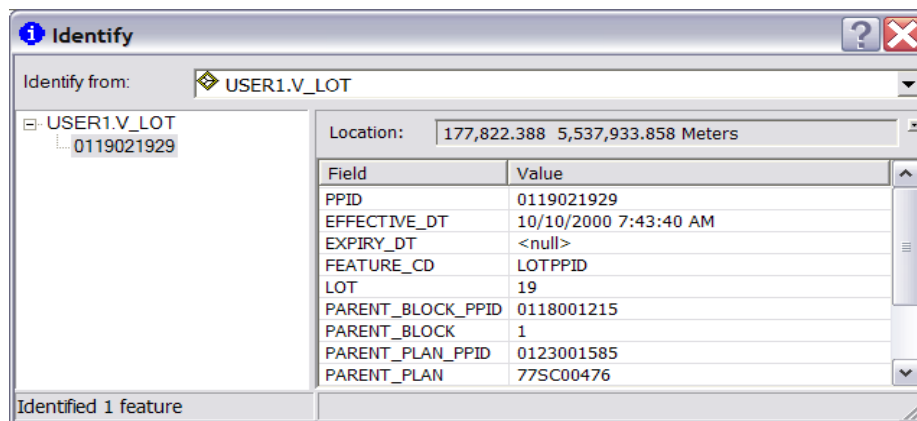 Identify
Identify from: USER1.V_LOT
USER1.V_LOT
0119021929
Location: 177,822.388 5,537,933.858 Meters
Field Value
PPID 0119021929
EFFECTIVE_DT 10/10/2000 7:43:40 AM
EXPIRY_DT <null>
FEATURE_CD LOTPPID
LOT 19
PARENT_BLOCK_PPID 0118001215
PARENT_BLOCK 1
PARENT_PLAN_PPID 0123001585
PARENT_PLAN 77SC00476
Identified 1 feature